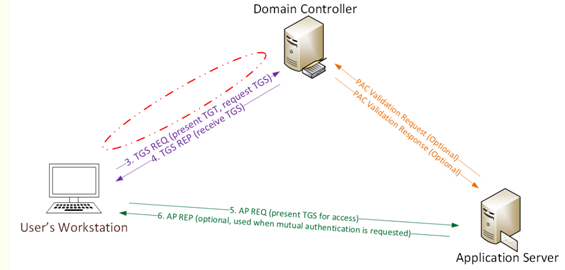 Domain Controller
3. TGS REQ (present TGT, request TGS)
4. TGS REP (receive TGS)
PAC Validation Request (Optional)
PAC Validation Response (Optional)
5. AP REQ (present TGS for access)
6. AP REP (optional, used when mutual authentication is requested)
User's Workstation
Application Server